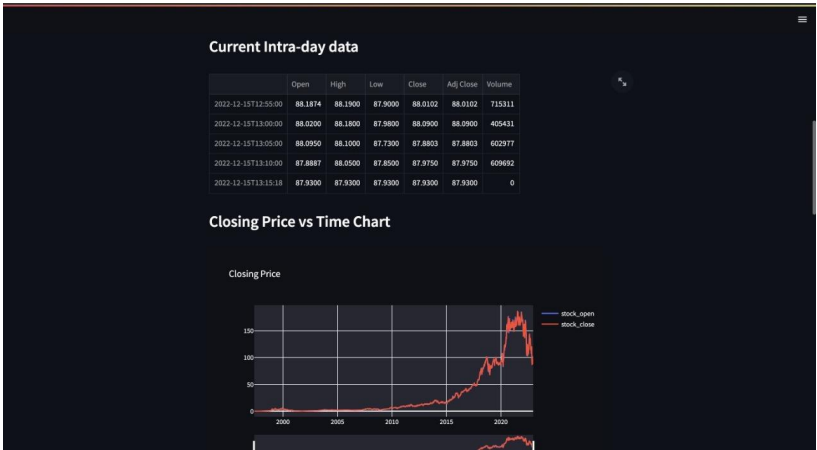 Current Intra-day data
Open High Low Close Adj Close Volume
2022-12-15T12:55:00 88.1874 88.1900 87.9000 88.0102 88.0102 715311
2022-12-15T13:00:00 88.0200 88.1800 87.9800 88.0900 88.0900 405431
2022-12-15T13:05:00 88.0950 88.1000 87.7300 87.8803 87.8803 602977
2022-12-15T13:10:00 87.8887 88.0500 87.8500 87.9750 87.9750 609692
2022-12-15T13:15:18 87.9300 87.9300 87.9300 87.9300 87.9300 0
Closing Price vs Time Chart
Closing Price
stock_open
stock_close
150
100
50
0
2000 2005 2010 2015 2020